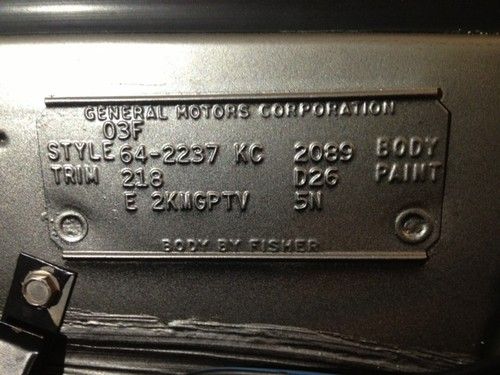 GENERAL MOTORS CORPORATION
03F
STYLE 64-2237 KC 2089 BODY
TRIM 218 D26 PAINT
E 2KMGPTV 5N
BODY BY FISHER